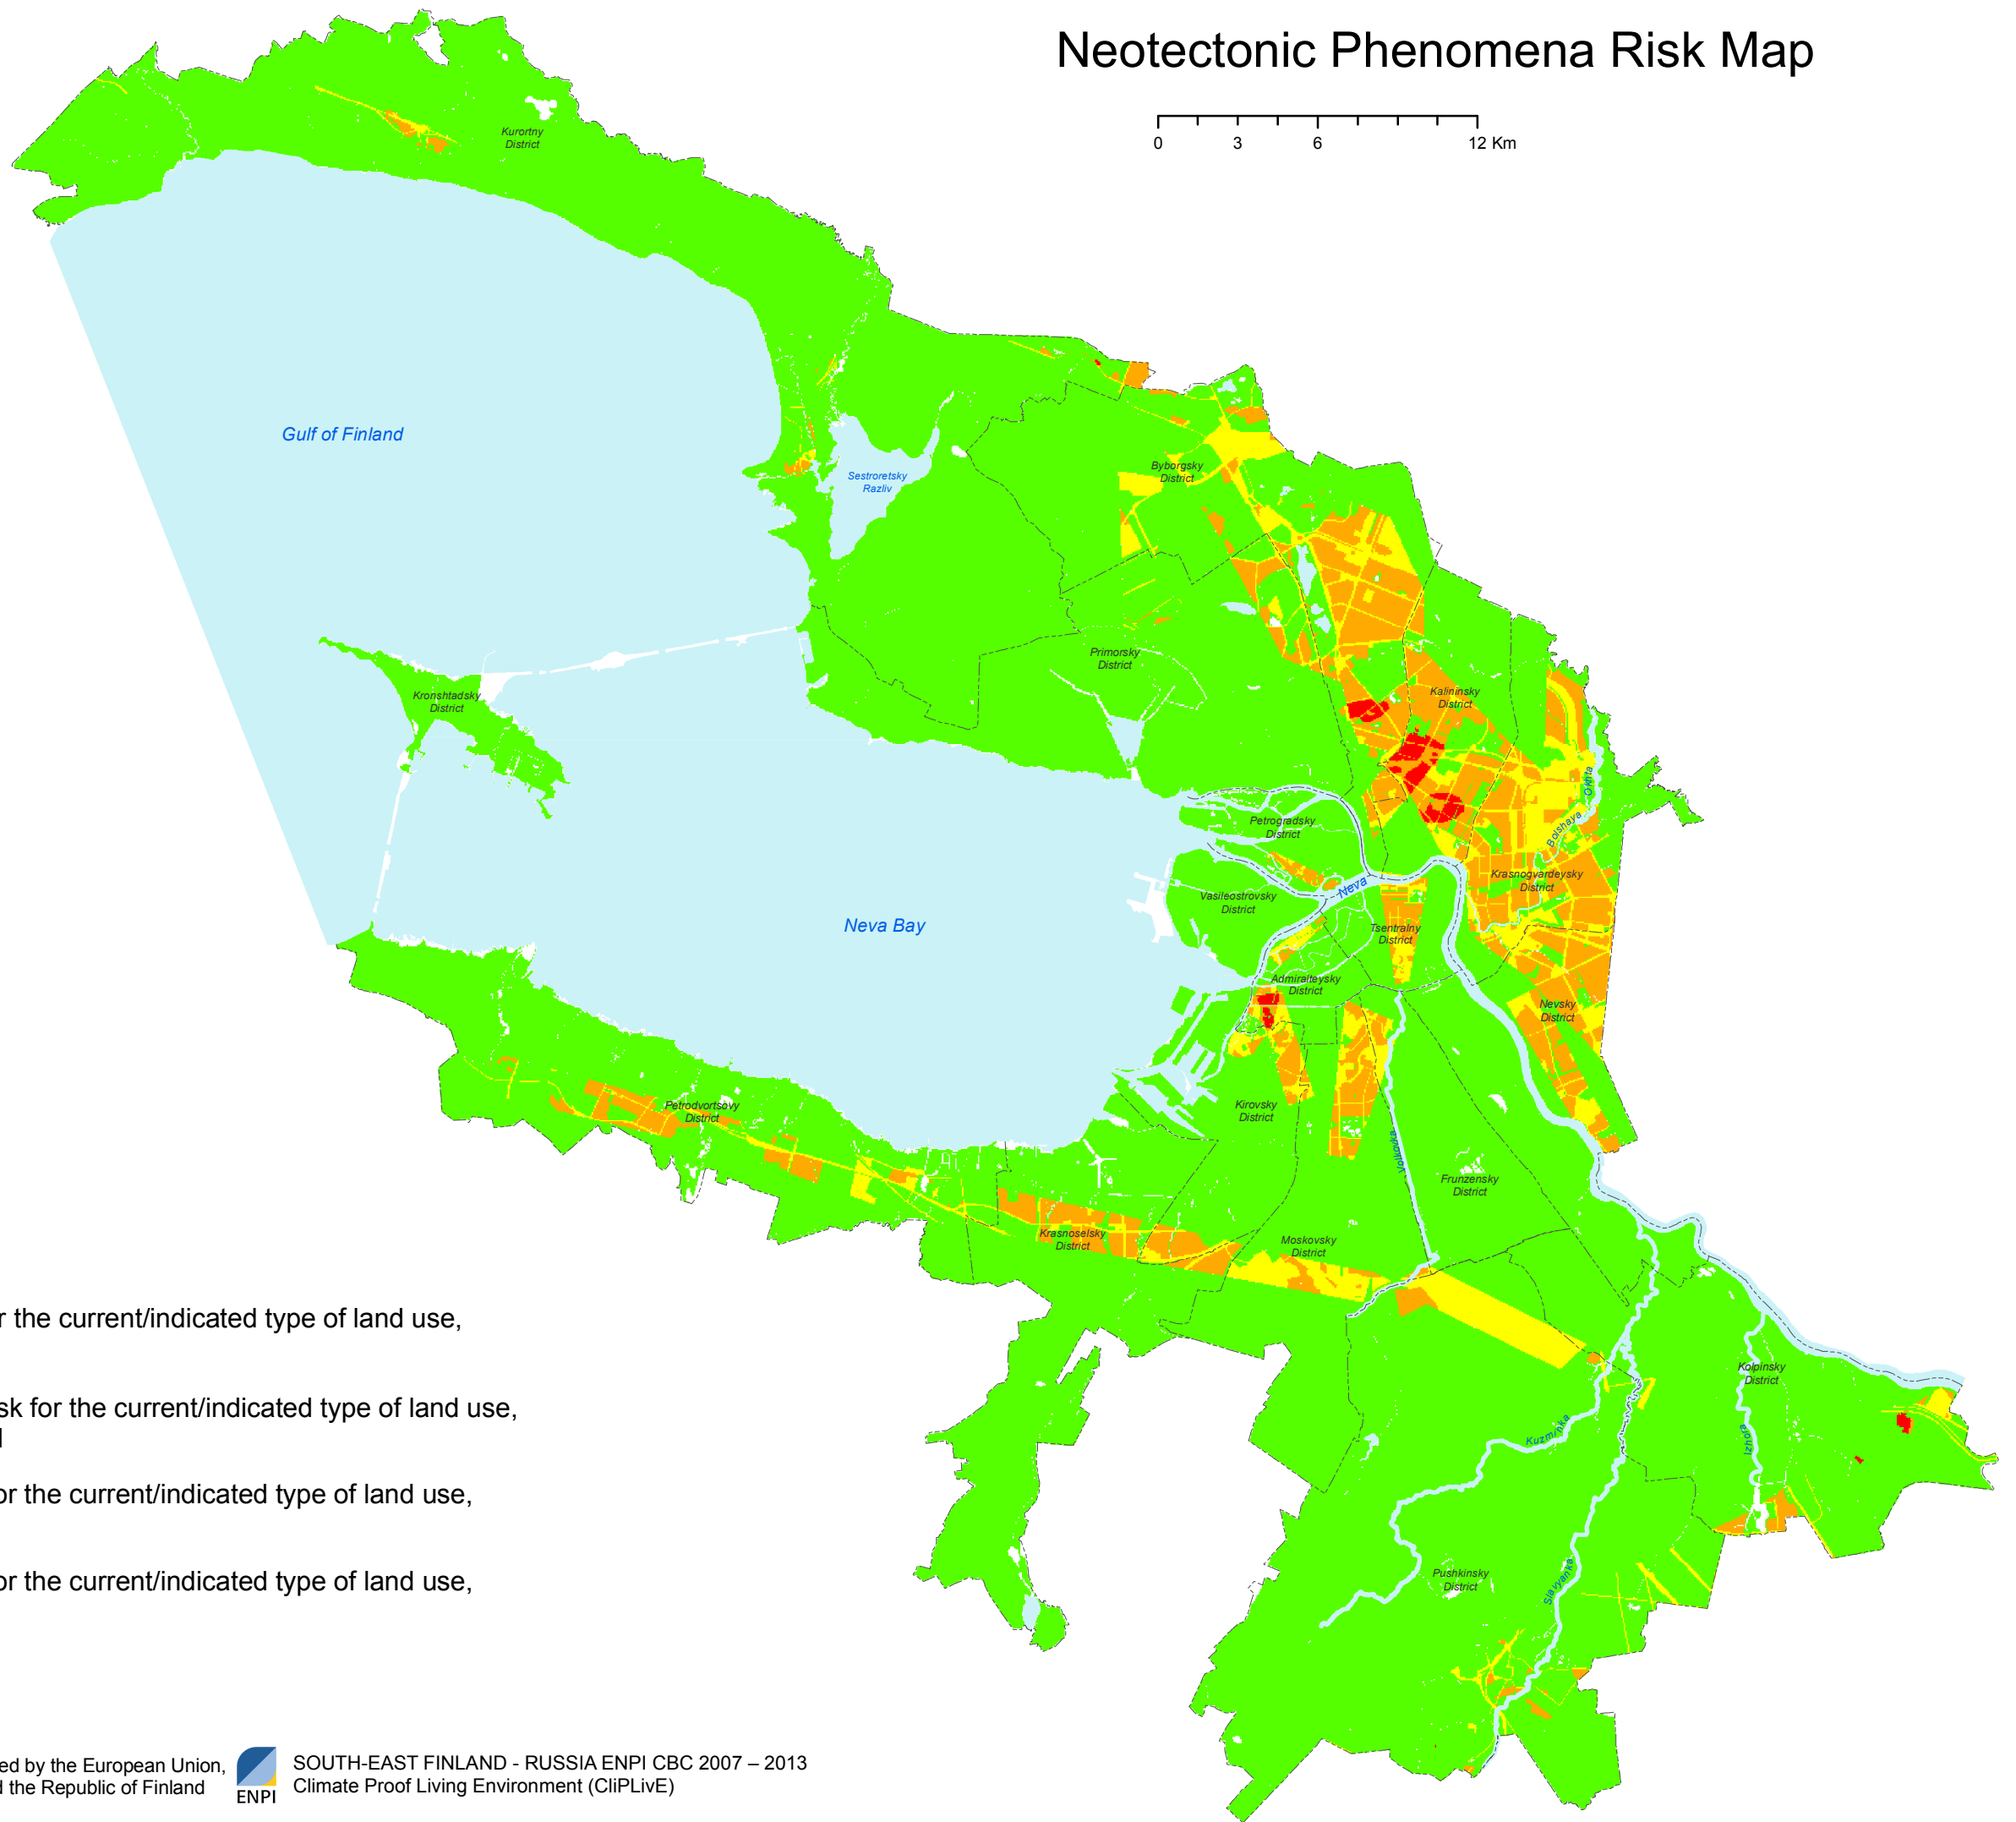 Neotectonic Phenomena Risk Map
0 3 6 12 Km
Kurortny
District
Gulf of Finland
Sestroretsky
Razliv
Byborgsky
District
Primorsky
District
Kronshtadsky
District
Kalininsky
District
Okhta
Bolshaya
Petrogradsky
District
Krasnogvardeysky
District
Neva
Vasileostrovsky
District
Neva Bay
Tsentralny
District
Admiralteysky
District
Nevsky
District
Petrodvortsovy
District
Kirovsky
District
Volkovka
Frunzensky
District
Krasnoselsky
District
Moskovsky
District
Kolpinsky
District
Kuzminka
Izhora
Pushkinsky
District
Slavyanka
r the current/indicated type of land use,
sk for the current/indicated type of land use,
d
or the current/indicated type of land use,
or the current/indicated type of land use,
ed by the European Union,
d the Republic of Finland
ENPI
SOUTH-EAST FINLAND - RUSSIA ENPI CBC 2007 – 2013
Climate Proof Living Environment (CliPLivE)